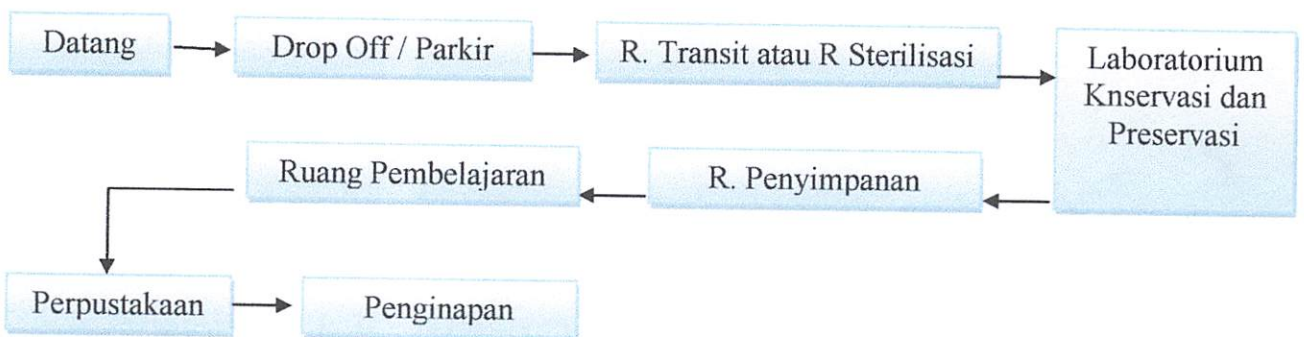 Datang
Drop Off / Parkir
R. Transit atau R Sterilisasi
Laboratorium
Knservasi dan
Preservasi
R. Penyimpanan
Ruang Pembelajaran
Perpustakaan
Penginapan